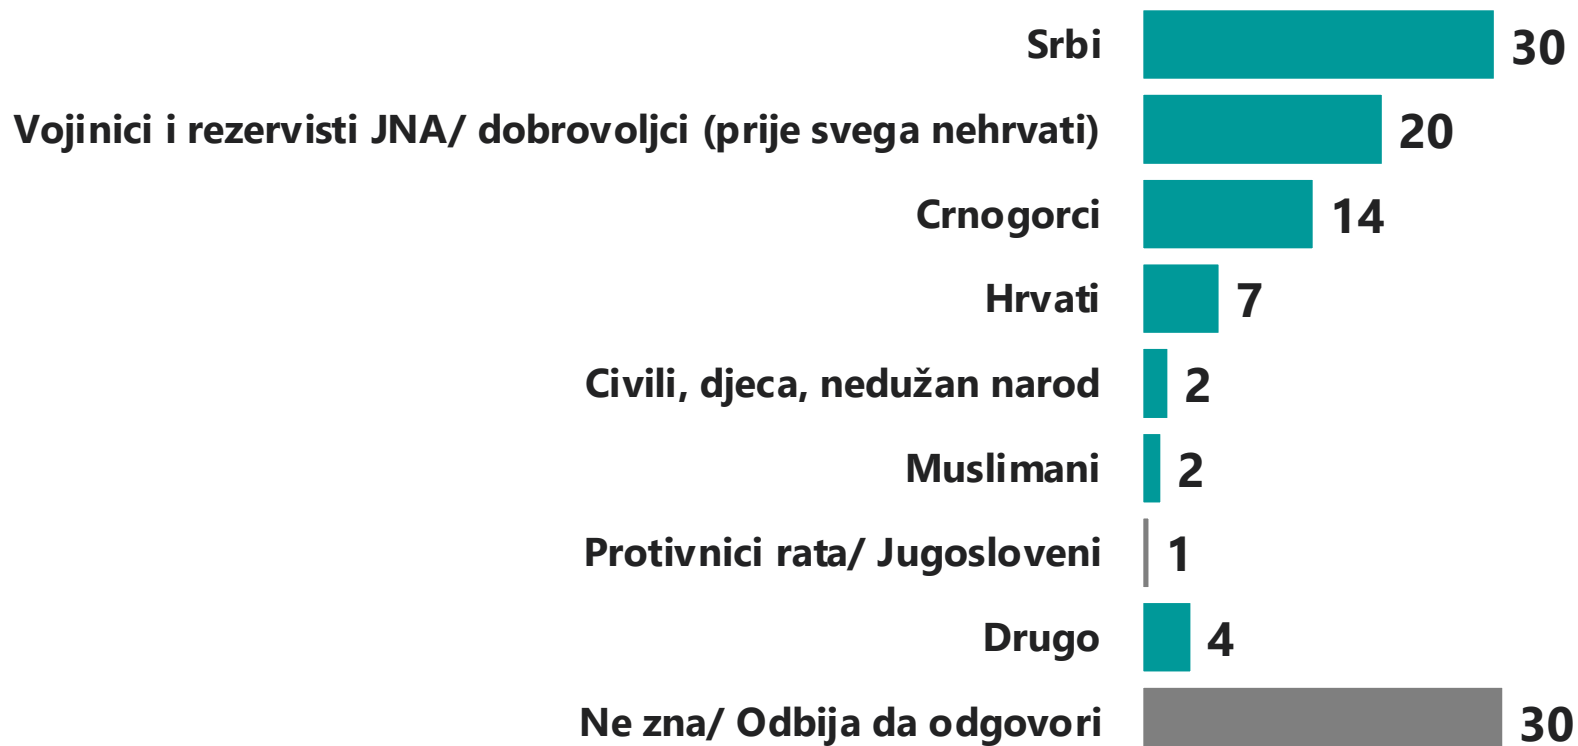 Srbi 30
Vojinici i rezervisti JNA/ dobrovoljci (prije svega nehrvati) 20
Crnogorci 14
Hrvati 7
Civili, djeca, nedužan narod 2
Muslimani 2
Protivnici rata/ Jugosloveni 1
Drugo 4
Ne zna/ Odbija da odgovori 30